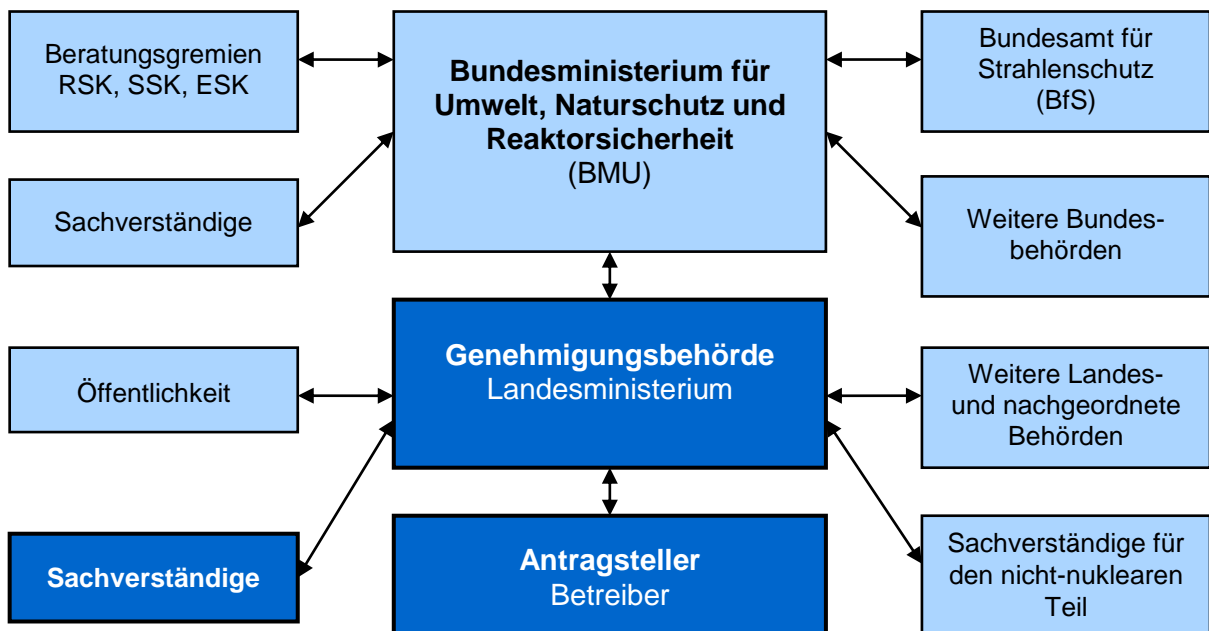 Beratungsgremien
RSK, SSK, ESK
Bundesministerium für
Umwelt, Naturschutz und
Reaktorsicherheit
(BMU)
Bundesamt für
Strahlenschutz
(BfS)
Sachverständige
Weitere Bundes-
behörden
Öffentlichkeit
Genehmigungsbehörde
Landesministerium
Weitere Landes-
und nachgeordnete
Behörden
Sachverständige
Antragsteller
Betreiber
Sachverständige für
den nicht-nuklearen
Teil